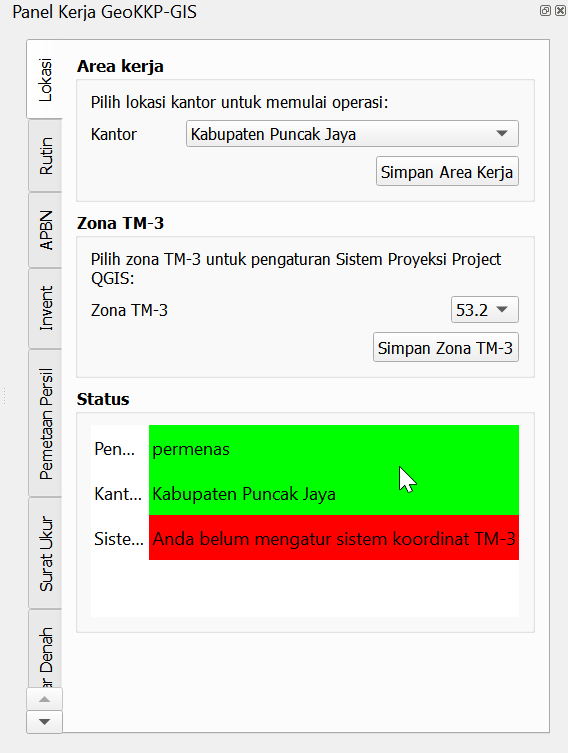 Panel Kerja GeoKKP-GIS
Lokasi
Rutin
APBN
Invent
Pemetaan Persil
Surat Ukur
ar Denah
Area kerja
Pilih lokasi kantor untuk memulai operasi:
Kantor
Kabupaten Puncak Jaya
Simpan Area Kerja
Zona TM-3
Pilih zona TM-3 untuk pengaturan Sistem Proyeksi Project
QGIS:
Zona TM-3
53.2
Simpan Zona TM-3
Status
Pen... permenas
Kant... Kabupaten Puncak Jaya
Siste... Anda belum mengatur sistem koordinat TM-3